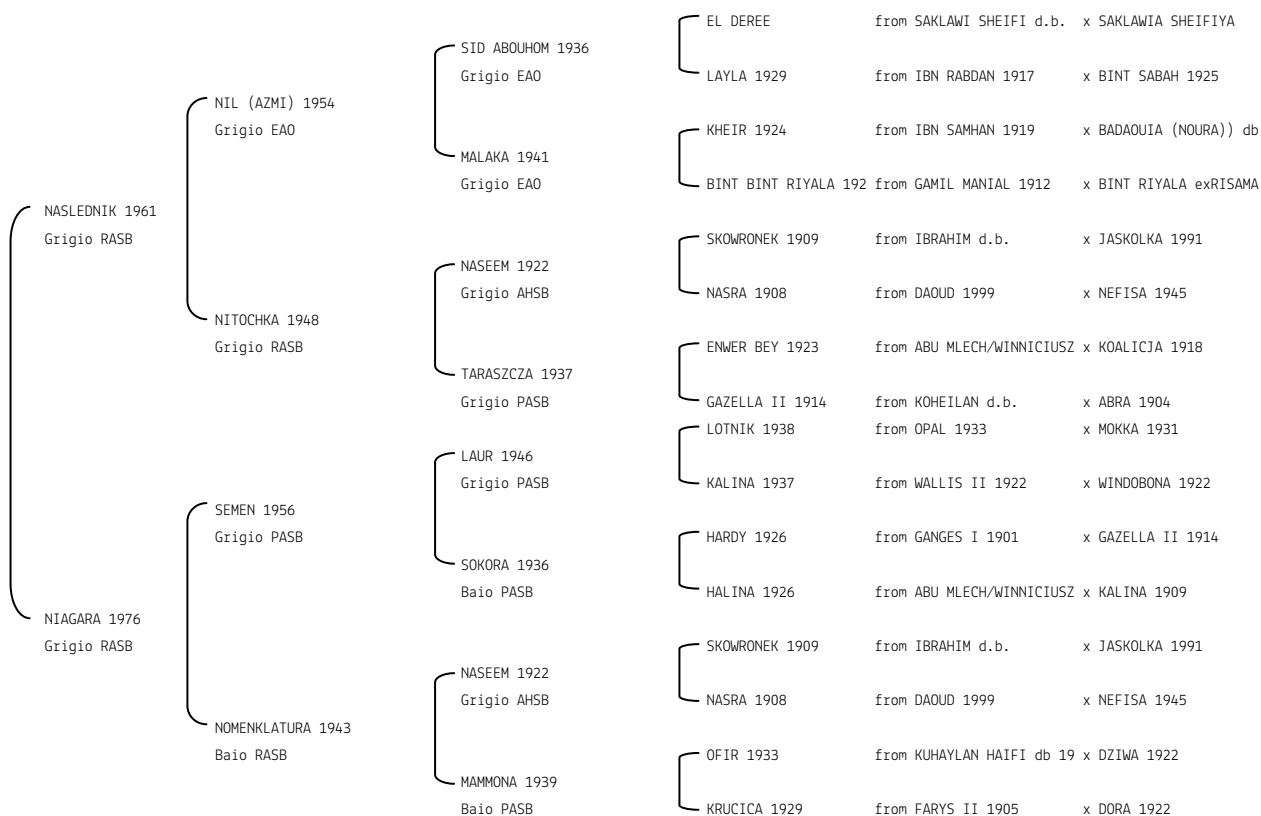 EL DEREE from SAKLAWI SHEIFI d.b. x SAKLAWIA SHEIFIYA
SID ABOUHOM 1936
Grigio EAO LAYLA 1929 from IBN RABDAN 1917 x BINT SABAH 1925
NIL (AZMI) 1954
Grigio EAO KHEIR 1924 from IBN SAMHAN 1919 x BADAOUIA (NOURA)) db
MALAKA 1941
Grigio EAO BINT BINT RIYALA 192 from GAMIL MANIAL 1912 x BINT RIYALA exRISAMA
NASLEDNIK 1961
Grigio RASB SKOWRONEK 1909 from IBRAHIM d.b. x JASKOLKA 1991
NASEEM 1922
Grigio AHSB NASRA 1908 from DAOUD 1999 x NEFISA 1945
NITOCHKA 1948
Grigio RASB ENWER BEY 1923 from ABU MLECH/WINNICIUSZ x KOALICJA 1918
TARASZCZA 1937
Grigio PASB GAZELLA II 1914 from KOHEILAN d.b. x ABRA 1904
LOTNIK 1938 from OPAL 1933 x MOKKA 1931
LAUR 1946
Grigio PASB KALINA 1937 from WALLIS II 1922 x WINDOBONA 1922
SEMEN 1956
Grigio PASB HARDY 1926 from GANGES I 1901 x GAZELLA II 1914
SOKORA 1936
Baio PASB HALINA 1926 from ABU MLECH/WINNICIUSZ x KALINA 1909
NIAGARA 1976
Grigio RASB SKOWRONEK 1909 from IBRAHIM d.b. x JASKOLKA 1991
NASEEM 1922
Grigio AHSB NASRA 1908 from DAOUD 1999 x NEFISA 1945
NOMENKLATURA 1943
Baio RASB OFIR 1933 from KUHAYLAN HAIFI db 19 x DZIWA 1922
MAMMONA 1939
Baio PASB KRUCICA 1929 from FARYS II 1905 x DORA 1922